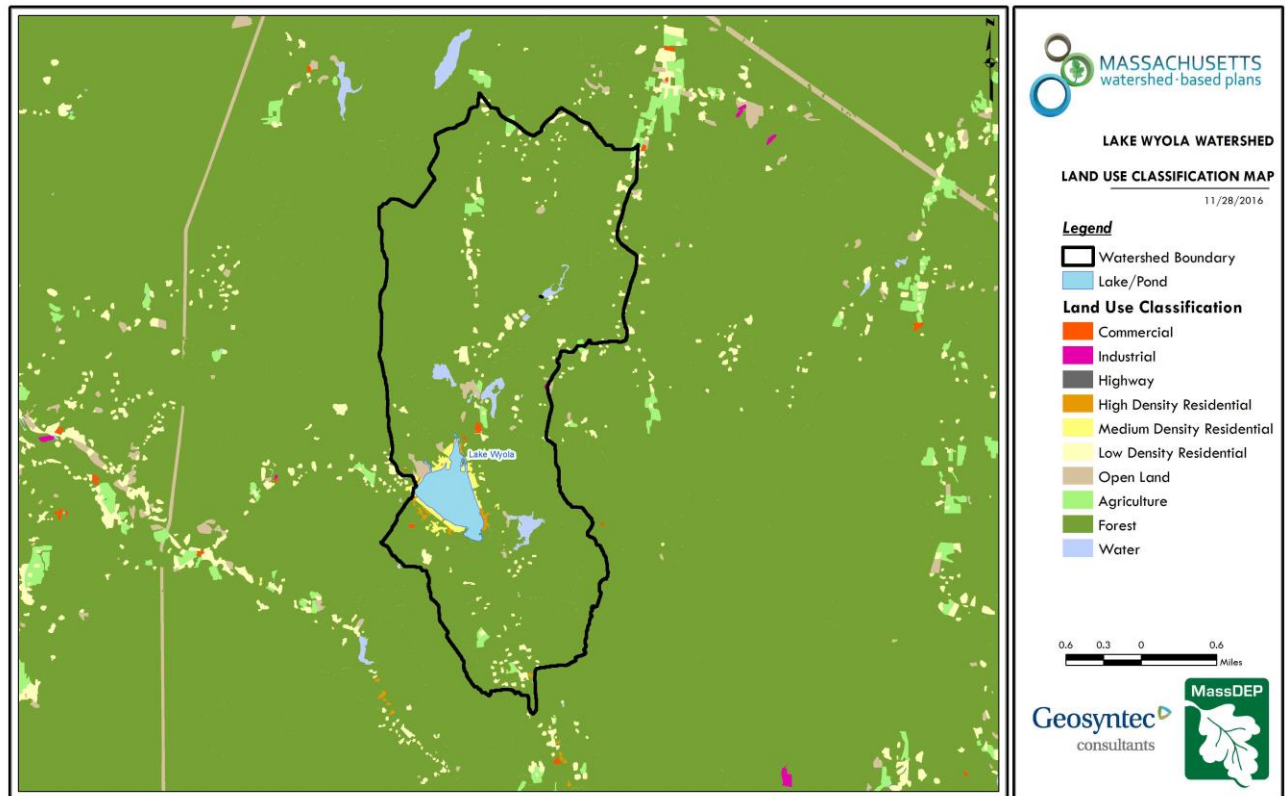 Lake Wyola
N
MASSACHUSETTS
watershed-based plans
LAKE WYOLA WATERSHED
LAND USE CLASSIFICATION MAP
11/28/2016
Legend
Watershed Boundary
Lake/Pond
Land Use Classification
Commercial
Industrial
Highway
High Density Residential
Medium Density Residential
Low Density Residential
Open Land
Agriculture
Forest
Water
0.6 0.3 0 0.6
Miles
Geosyntec
consultants
MassDEP